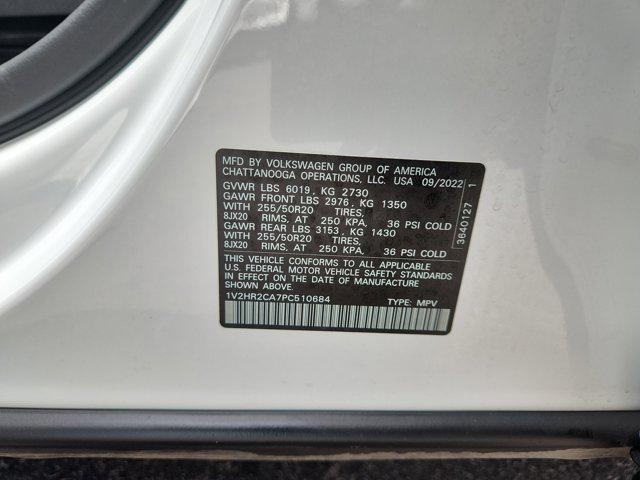 MFD BY VOLKSWAGEN GROUP OF AMERICA
CHATTANOOGA OPERATIONS, LLC. USA 09/2022 1
GVWR LBS 6019, KG 2730
GAWR FRONT LBS 2976, KG 1350
WITH 255/50R20 TIRES,
8JX20 RIMS, AT 250 KPA, 36 PSI COLD
GAWR REAR LBS 3153, KG 1430
WITH 255/50R20 TIRES,
8JX20 RIMS, AT 250 KPA, 36 PSI COLD
THIS VEHICLE CONFORMS TO ALL APPLICABLE
U.S. FEDERAL MOTOR VEHICLE SAFETY STANDARDS
IN EFFECT ON THE DATE OF MANUFACTURE
SHOWN ABOVE.
1V2HR2CA7PC510684 TYPE: MPV
3640127